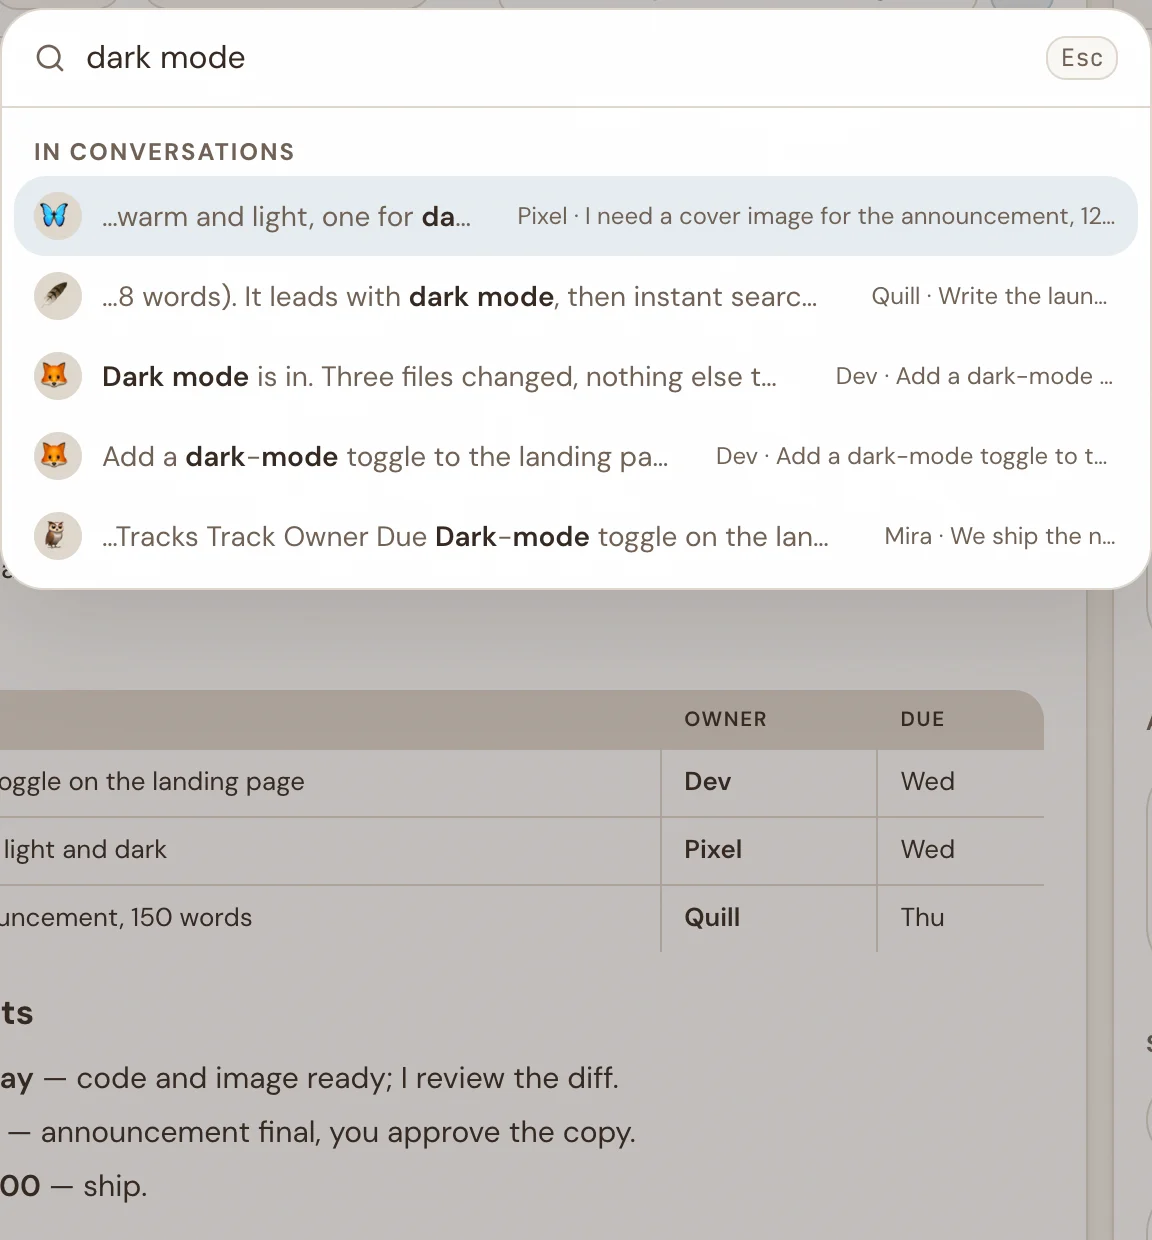 dark mode Esc
IN CONVERSATIONS
...warm and light, one for da... Pixel · I need a cover image for the announcement, 12...
...8 words). It leads with dark mode, then instant searc... Quill · Write the laun...
Dark mode is in. Three files changed, nothing else t... Dev · Add a dark-mode ...
Add a dark-mode toggle to the landing pa... Dev · Add a dark-mode toggle to t...
...Tracks Track Owner Due Dark-mode toggle on the lan... Mira · We ship the n...
OWNER DUE
oggle on the landing page Dev Wed
light and dark Pixel Wed
uncement, 150 words Quill Thu
ts
ay — code and image ready; I review the diff.
— announcement final, you approve the copy.
00 — ship.